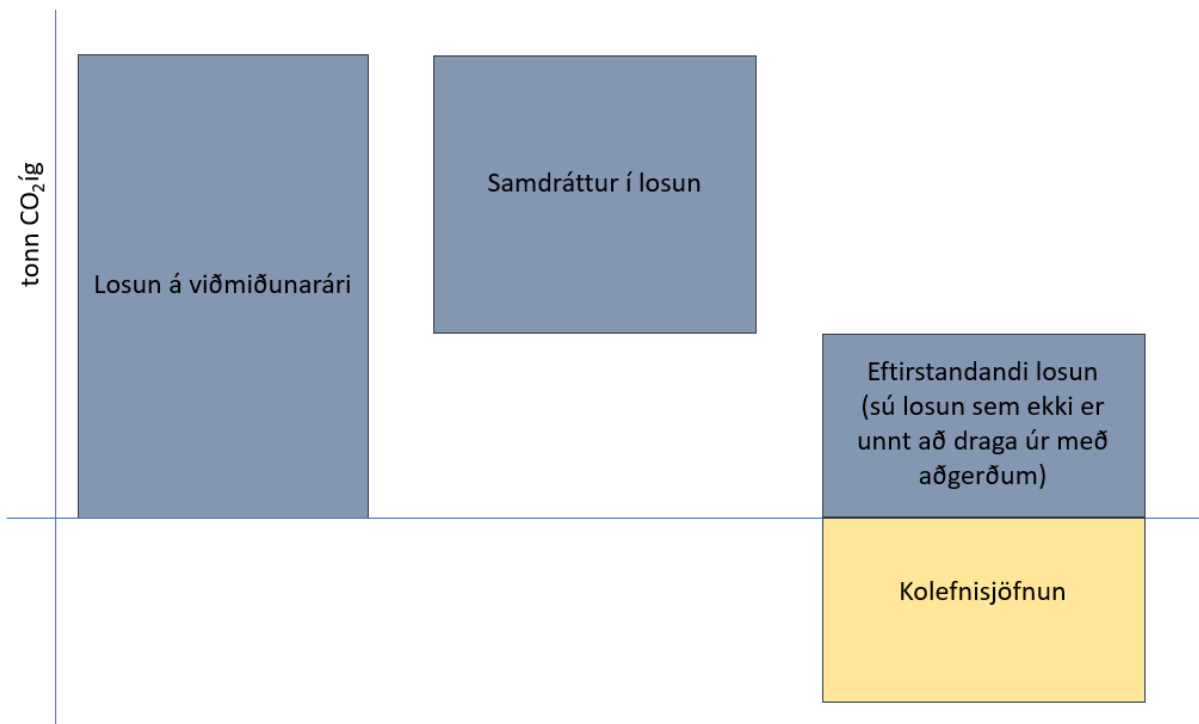 tonn CO₂íg
Losun á viðmiðunarári
Samdráttur í losun
Eftirstandandi losun
(sú losun sem ekki er
unnt að draga úr með
aðgerðum)
Kolefnisjöfnun